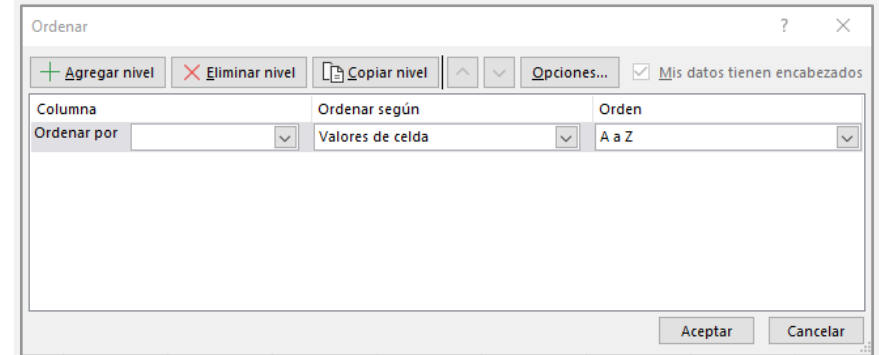 Ordenar ?
Agregar nivel Eliminar nivel Copiar nivel Opciones... Mis datos tienen encabezados
Columna Ordenar según Orden
Ordenar por Valores de celda A a Z
Aceptar Cancelar